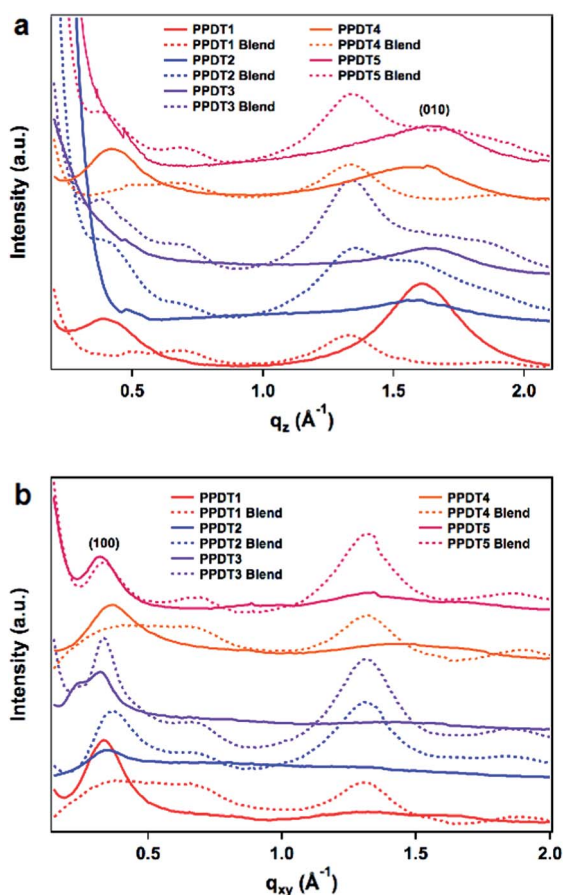 a
PPDT1
PPDT1 Blend
PPDT2
PPDT2 Blend
PPDT3
PPDT3 Blend
PPDT4
PPDT4 Blend
PPDT5
PPDT5 Blend
(010)
Intensity (a.u.)
0.5
1.0
1.5
2.0
qz (Å-1)
b
PPDT1
PPDT1 Blend
PPDT2
PPDT2 Blend
PPDT3
PPDT3 Blend
PPDT4
PPDT4 Blend
PPDT5
PPDT5 Blend
(100)
Intensity (a.u.)
0.5
1.0
1.5
2.0
qxy (Å-1)